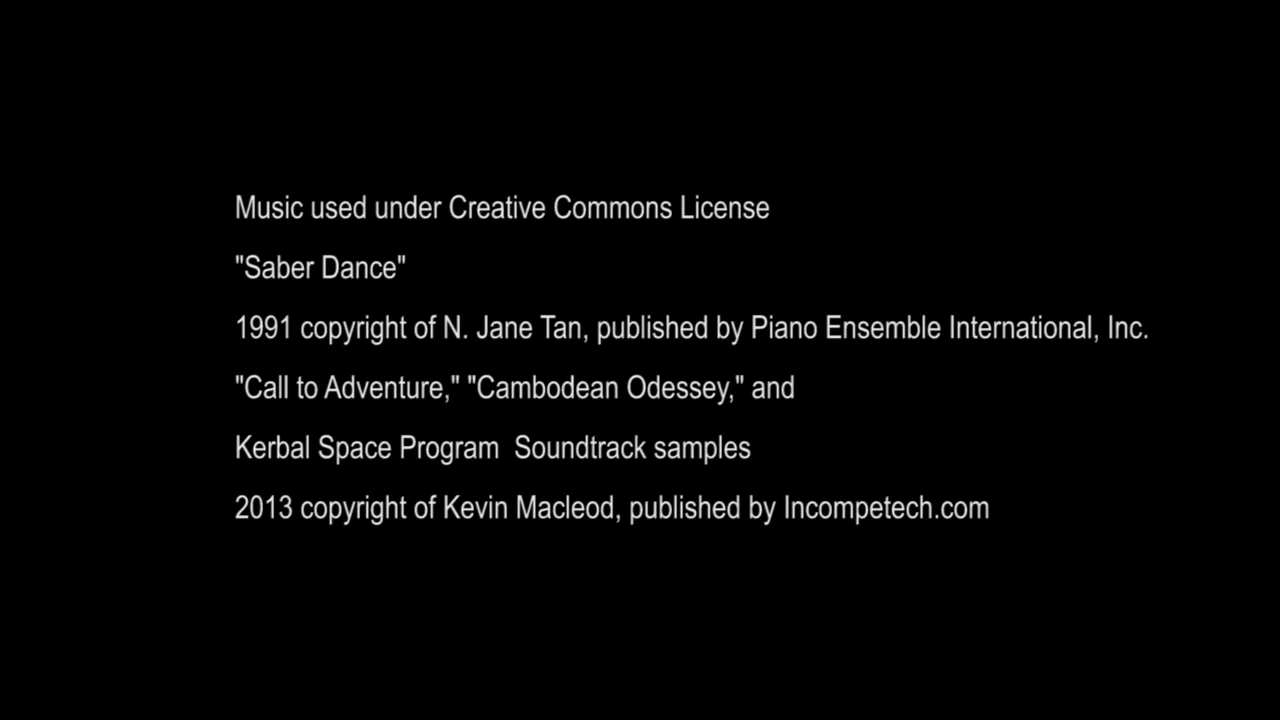 Music used under Creative Commons License
"Saber Dance"
1991 copyright of N. Jane Tan, published by Piano Ensemble International, Inc.
"Call to Adventure," "Cambodean Odessey," and
Kerbal Space Program  Soundtrack samples
2013 copyright of Kevin Macleod, published by Incompetech.com